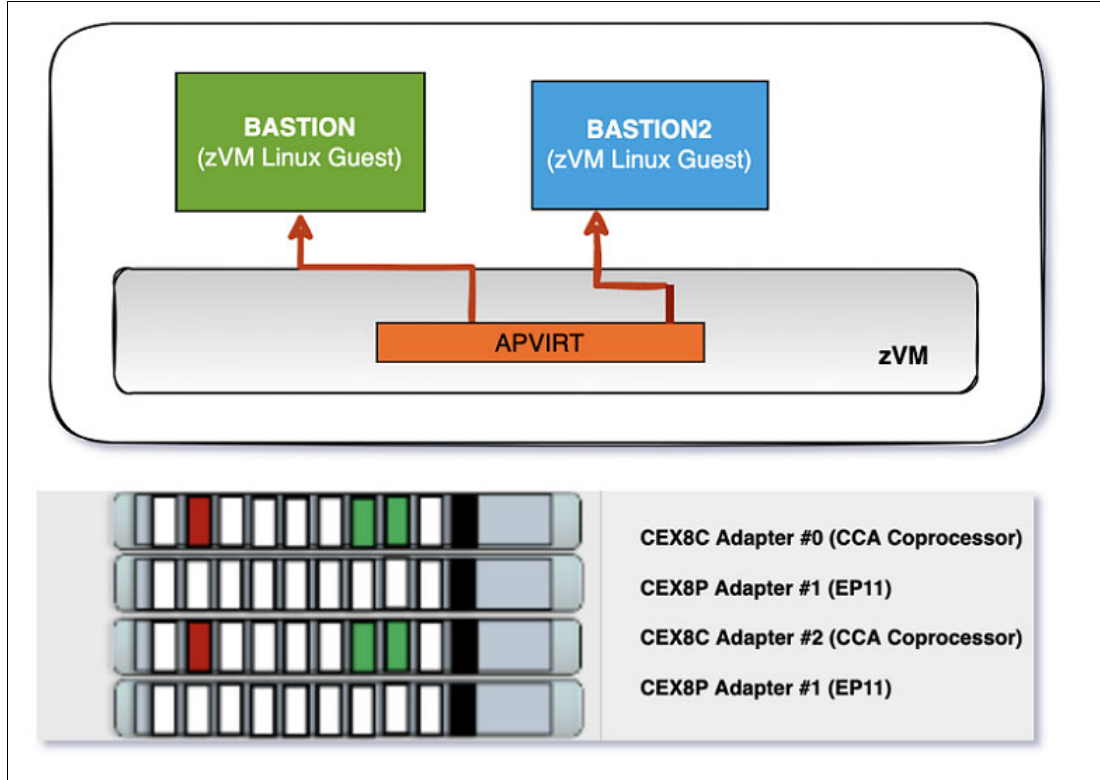 BASTION
(zVM Linux Guest)
BASTION2
(zVM Linux Guest)
APVIRT
zVM
CEX8C Adapter #0 (CCA Coprocessor)
CEX8P Adapter #1 (EP11)
CEX8C Adapter #2 (CCA Coprocessor)
CEX8P Adapter #1 (EP11)